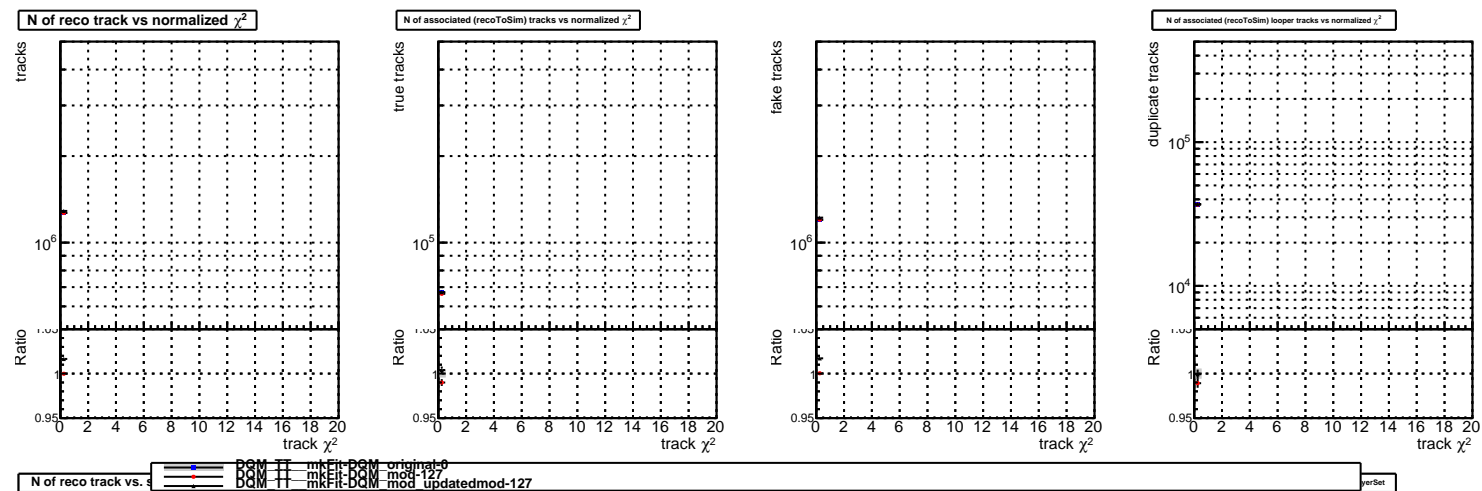 N of reco track vs normalized χ²
N of associated (recoToSim) tracks vs normalized χ²
N of associated (recoToSim) looper tracks vs normalized χ²
tracks
10⁶
Ratio
1
0.95
0 2 4 6 8 10 12 14 16 18 20
track χ²
true tracks
10⁵
Ratio
1
0.95
0 2 4 6 8 10 12 14 16 18 20
track χ²
fake tracks
10⁶
Ratio
1
0.95
0 2 4 6 8 10 12 14 16 18 20
track χ²
duplicate tracks
10⁵
10⁴
Ratio
1
0.95
0 2 4 6 8 10 12 14 16 18 20
track χ²
N of reco track vs. s
DQM_TT__mkFit-DQM_original-0
DQM_TT__mkFit-DQM_mod-127
DQM_TT__mkFit-DQM_mod_updatedmod-127
yerSet